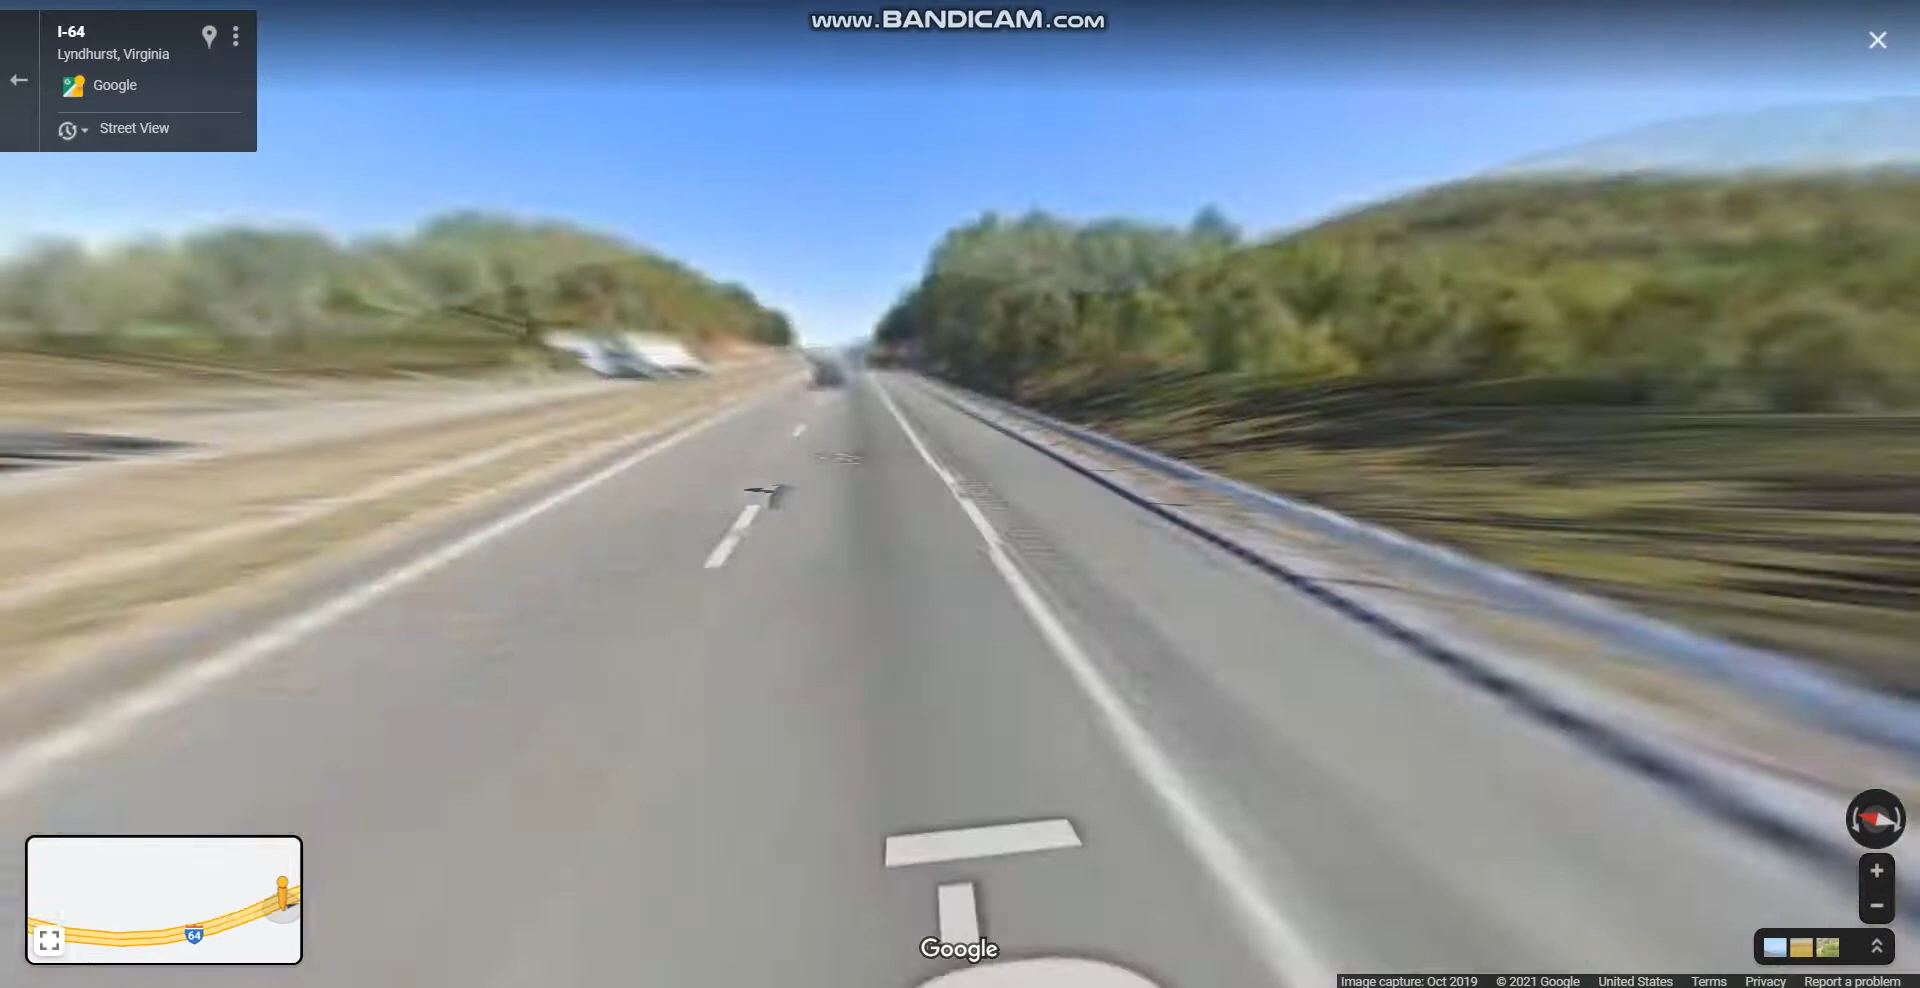 www.BANDICAM.com
I-64
Lyndhurst, Virginia
Google
Street View
64
Google
Image capture: Oct 2019 © 2021 Google United States Terms Privacy Report a problem